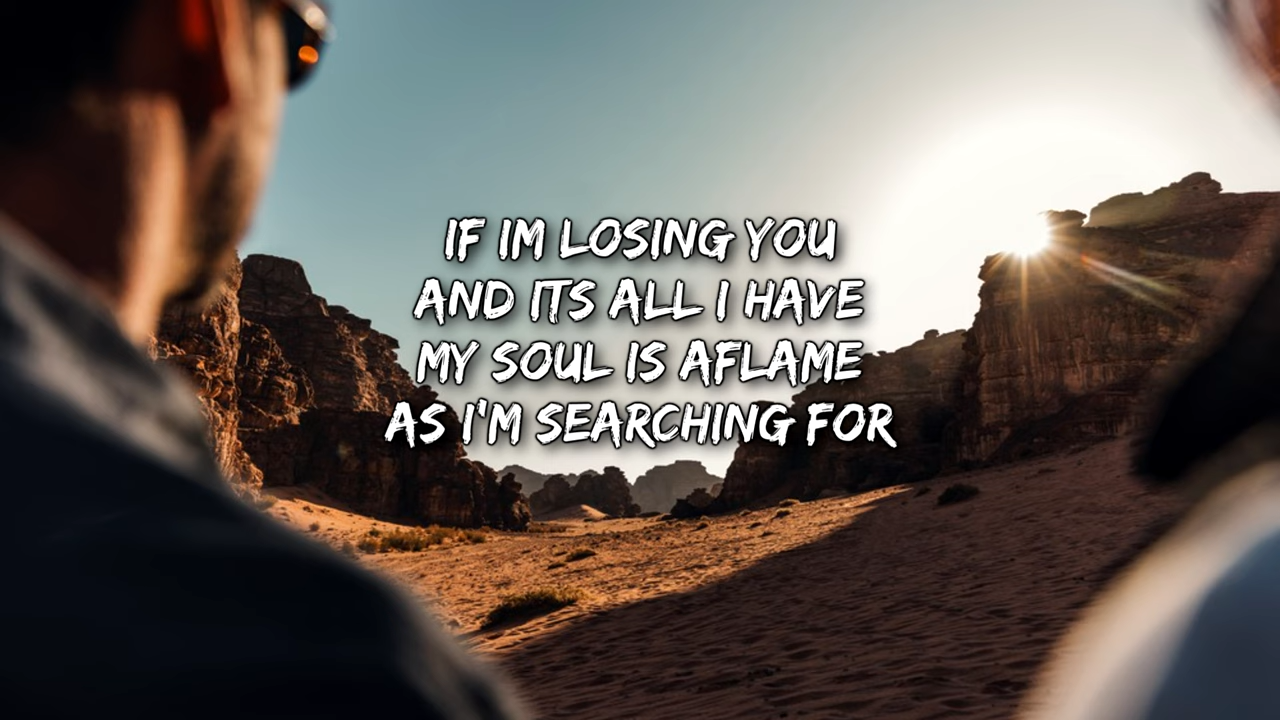 IF IM LOSING YOU
AND ITS ALL I HAVE
MY SOUL IS AFLAME
AS I'M SEARCHING FOR